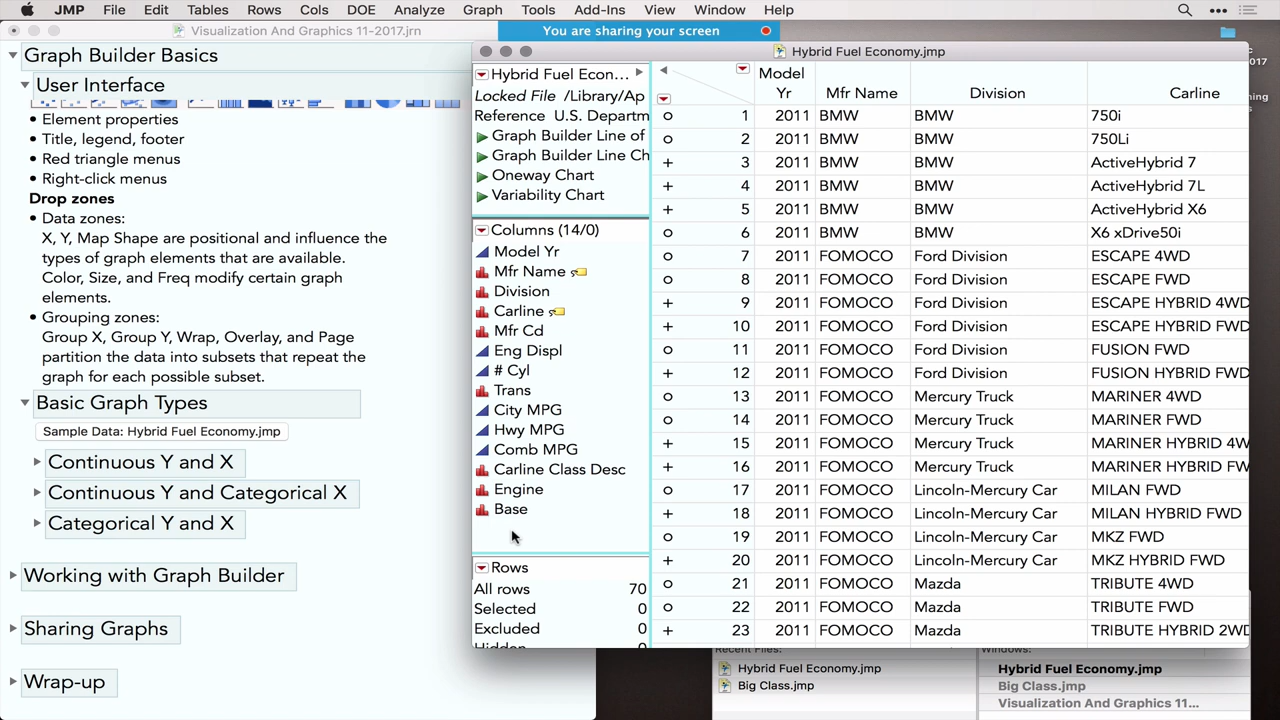 JMP File Edit Tables Rows Cols DOE Analyze Graph Tools Add-Ins View Window Help
Visualization And Graphics 11-2017.jrn
You are sharing your screen
Graph Builder Basics
User Interface
• Element properties
• Title, legend, footer
• Red triangle menus
• Right-click menus
Drop zones
• Data zones:
X, Y, Map Shape are positional and influence the
types of graph elements that are available.
Color, Size, and Freq modify certain graph
elements.
• Grouping zones:
Group X, Group Y, Wrap, Overlay, and Page
partition the data into subsets that repeat the
graph for each possible subset.
Basic Graph Types
Sample Data: Hybrid Fuel Economy.jmp
Continuous Y and X
Continuous Y and Categorical X
Categorical Y and X
Working with Graph Builder
Sharing Graphs
Wrap-up
Hybrid Fuel Economy.jmp
Hybrid Fuel Econ...
Locked File /Library/Ap
Reference U.S. Departm
Graph Builder Line of
Graph Builder Line Ch
Oneway Chart
Variability Chart
Columns (14/0)
Model Yr
Mfr Name
Division
Carline
Mfr Cd
Eng Displ
# Cyl
Trans
City MPG
Hwy MPG
Comb MPG
Carline Class Desc
Engine
Base
Rows
All rows 70
Selected 0
Excluded 0
Hidden 0
Model
Yr Mfr Name Division Carline
1 2011 BMW BMW 750i
2 2011 BMW BMW 750Li
3 2011 BMW BMW ActiveHybrid 7
4 2011 BMW BMW ActiveHybrid 7L
5 2011 BMW BMW ActiveHybrid X6
6 2011 BMW BMW X6 xDrive50i
7 2011 FOMOCO Ford Division ESCAPE 4WD
8 2011 FOMOCO Ford Division ESCAPE FWD
9 2011 FOMOCO Ford Division ESCAPE HYBRID 4WD
10 2011 FOMOCO Ford Division ESCAPE HYBRID FWD
11 2011 FOMOCO Ford Division FUSION FWD
12 2011 FOMOCO Ford Division FUSION HYBRID FWD
13 2011 FOMOCO Mercury Truck MARINER 4WD
14 2011 FOMOCO Mercury Truck MARINER FWD
15 2011 FOMOCO Mercury Truck MARINER HYBRID 4W
16 2011 FOMOCO Mercury Truck MARINER HYBRID FW
17 2011 FOMOCO Lincoln-Mercury Car MILAN FWD
18 2011 FOMOCO Lincoln-Mercury Car MILAN HYBRID FWD
19 2011 FOMOCO Lincoln-Mercury Car MKZ FWD
20 2011 FOMOCO Lincoln-Mercury Car MKZ HYBRID FWD
21 2011 FOMOCO Mazda TRIBUTE 4WD
22 2011 FOMOCO Mazda TRIBUTE FWD
23 2011 FOMOCO Mazda TRIBUTE HYBRID 2WD
Recent Files:
Hybrid Fuel Economy.jmp
Big Class.jmp
Windows:
Hybrid Fuel Economy.jmp
Big Class.jmp
Visualization And Graphics 11...